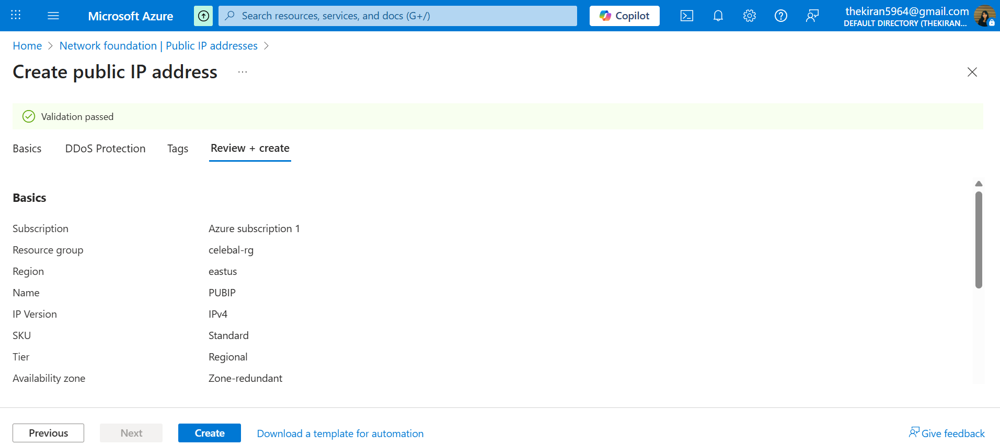 Microsoft Azure
Search resources, services, and docs (G+/)
Copilot
thekiran5964@gmail.com
DEFAULT DIRECTORY (THEKIRAN...
Home
Network foundation | Public IP addresses
Create public IP address
...
Validation passed
Basics
DDoS Protection
Tags
Review + create
Basics
Subscription Azure subscription 1
Resource group celebal-rg
Region eastus
Name PUBIP
IP Version IPv4
SKU Standard
Tier Regional
Availability zone Zone-redundant
Previous
Next
Create
Download a template for automation
Give feedback